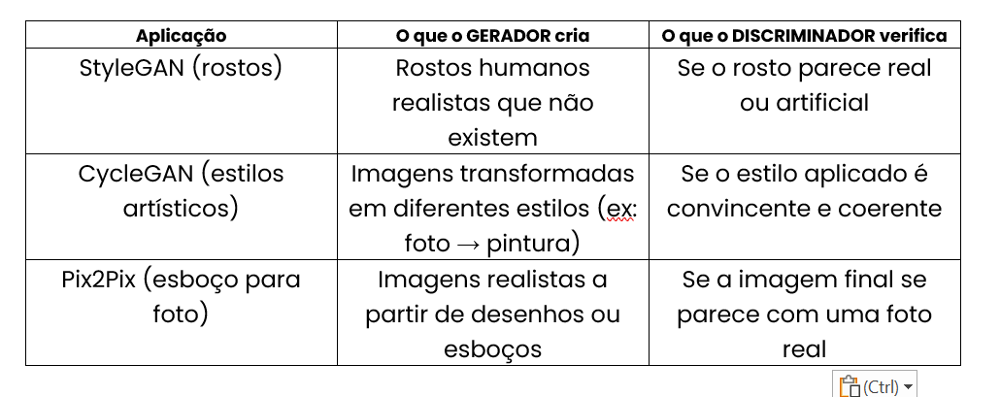 Aplicação
O que o GERADOR cria
O que o DISCRIMINADOR verifica
StyleGAN (rostos)
Rostos humanos
realistas que não
existem
Se o rosto parece real
ou artificial
CycleGAN (estilos
artísticos)
Imagens transformadas
em diferentes estilos (ex:
foto → pintura)
Se o estilo aplicado é
convincente e coerente
Pix2Pix (esboço para
foto)
Imagens realistas a
partir de desenhos ou
esboços
Se a imagem final se
parece com uma foto
real
(Ctrl)